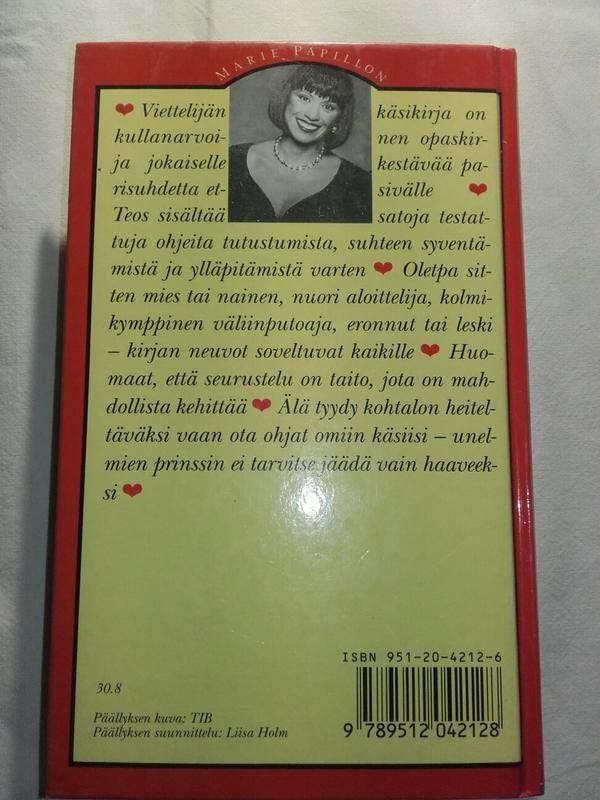 MARIE PAPILLON
❤ Viettelijän käsikirja on
kullanarvoi- nen opaskir-
ja jokaiselle kestävää pa-
risuhdetta et- sivälle ❤
Teos sisältää satoja testat-
tuja ohjeita tutustumista, suhteen syventä-
mistä ja ylläpitämistä varten ❤ Oletpa sit-
ten mies tai nainen, nuori aloittelija, kolmi-
kymppinen väliinputoaja, eronnut tai leski
– kirjan neuvot soveltuvat kaikille ❤ Huo-
maat, että seurustelu on taito, jota on mah-
dollista kehittää ❤ Älä tyydy kohtalon heitel-
täväksi vaan ota ohjat omiin käsiisi – unel-
mien prinssin ei tarvitse jäädä vain haaveek-
si ❤
ISBN 951-20-4212-6
30.8
Päällyksen kuva: TIB
Päällyksen suunnittelu: Liisa Holm
9 789512 042128